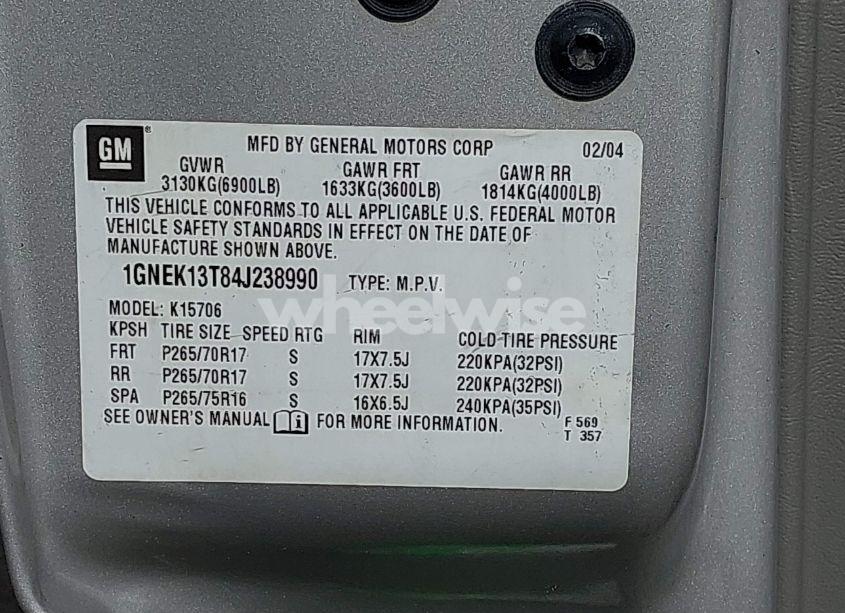 GM ®
MFD BY GENERAL MOTORS CORP 02/04
GVWR GAWR FRT GAWR RR
3130KG(6900LB) 1633KG(3600LB) 1814KG(4000LB)
THIS VEHICLE CONFORMS TO ALL APPLICABLE U.S. FEDERAL MOTOR
VEHICLE SAFETY STANDARDS IN EFFECT ON THE DATE OF
MANUFACTURE SHOWN ABOVE.
1GNEK13T84J238990 TYPE: M.P.V.
wheelwise
MODEL: K15706
KPSH TIRE SIZE SPEED RTG RIM COLD TIRE PRESSURE
FRT P265/70R17 S 17X7.5J 220KPA(32PSI)
RR P265/70R17 S 17X7.5J 220KPA(32PSI)
SPA P265/75R16 S 16X6.5J 240KPA(35PSI)
SEE OWNER'S MANUAL i FOR MORE INFORMATION.
F 569
T 357